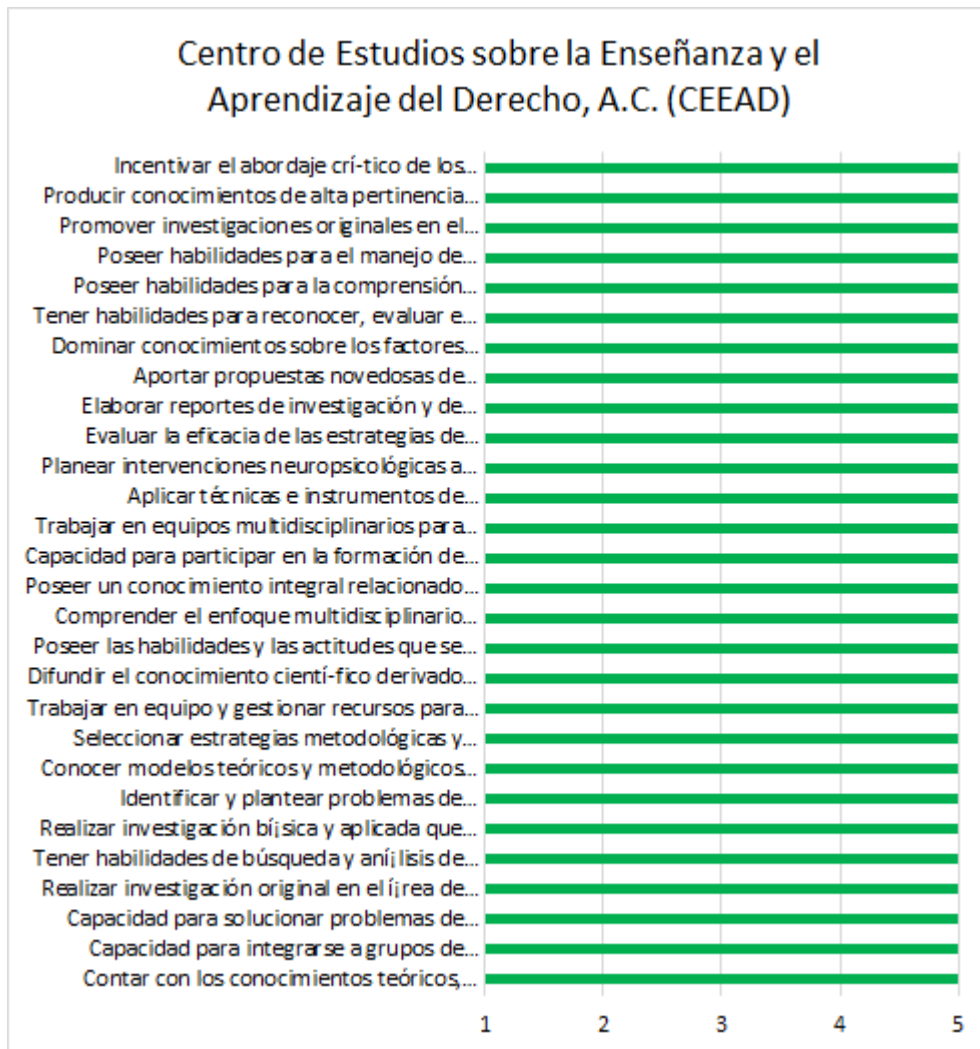 Centro de Estudios sobre la Enseñanza y el
Aprendizaje del Derecho, A.C. (CEEAD)
Incentivar el abordaje crí-tico de los...
Producir conocimientos de alta pertinencia...
Promover investigaciones originales en el...
Poseer habilidades para el manejo de...
Poseer habilidades para la comprensión...
Tener habilidades para reconocer, evaluar e...
Dominar conocimientos sobre los factores...
Aportar propuestas novedosas de...
Elaborar reportes de investigación y de...
Evaluar la eficacia de las estrategias de...
Planear intervenciones neuropsicológicas a...
Aplicar técnicas e instrumentos de...
Trabajar en equipos multidisciplinarios para...
Capacidad para participar en la formación de...
Poseer un conocimiento integral relacionado...
Comprender el enfoque multidisciplinario...
Poseer las habilidades y las actitudes que se...
Difundir el conocimiento cientí-fico derivado...
Trabajar en equipo y gestionar recursos para...
Seleccionar estrategias metodológicas y...
Conocer modelos teóricos y metodológicos...
Identificar y plantear problemas de...
Realizar investigación bí¡sica y aplicada que...
Tener habilidades de búsqueda y aní¡lisis de...
Realizar investigación original en el í¡rea de...
Capacidad para solucionar problemas de...
Capacidad para integrarse a grupos de...
Contar con los conocimientos teóricos,...
1 2 3 4 5